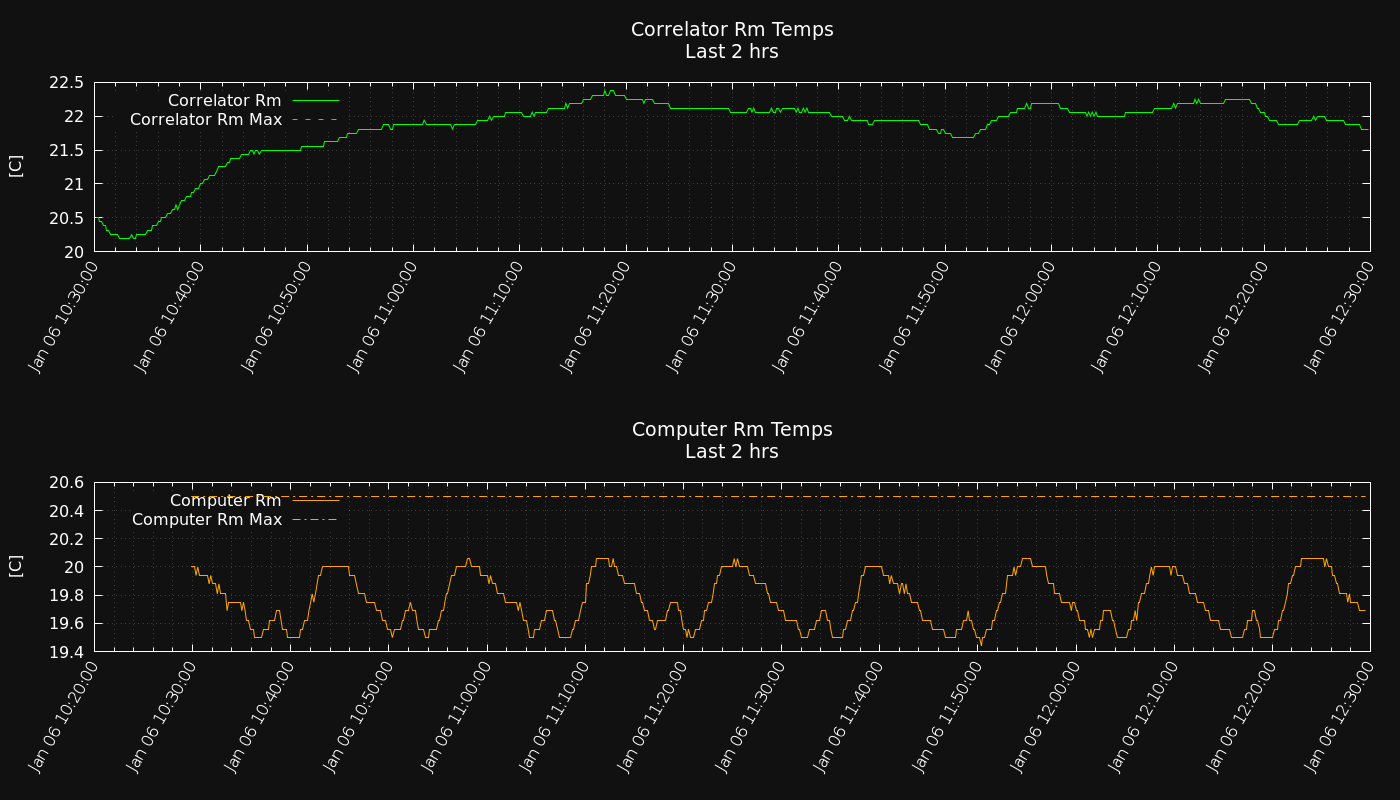 Correlator Rm Temps
Last 2 hrs
Correlator Rm
Correlator Rm Max
[C]
22.5
22
21.5
21
20.5
20
Jan 06 10:30:00
Jan 06 10:40:00
Jan 06 10:50:00
Jan 06 11:00:00
Jan 06 11:10:00
Jan 06 11:20:00
Jan 06 11:30:00
Jan 06 11:40:00
Jan 06 11:50:00
Jan 06 12:00:00
Jan 06 12:10:00
Jan 06 12:20:00
Jan 06 12:30:00
Computer Rm Temps
Last 2 hrs
Computer Rm
Computer Rm Max
[C]
20.6
20.4
20.2
20
19.8
19.6
19.4
Jan 06 10:20:00
Jan 06 10:30:00
Jan 06 10:40:00
Jan 06 10:50:00
Jan 06 11:00:00
Jan 06 11:10:00
Jan 06 11:20:00
Jan 06 11:30:00
Jan 06 11:40:00
Jan 06 11:50:00
Jan 06 12:00:00
Jan 06 12:10:00
Jan 06 12:20:00
Jan 06 12:30:00